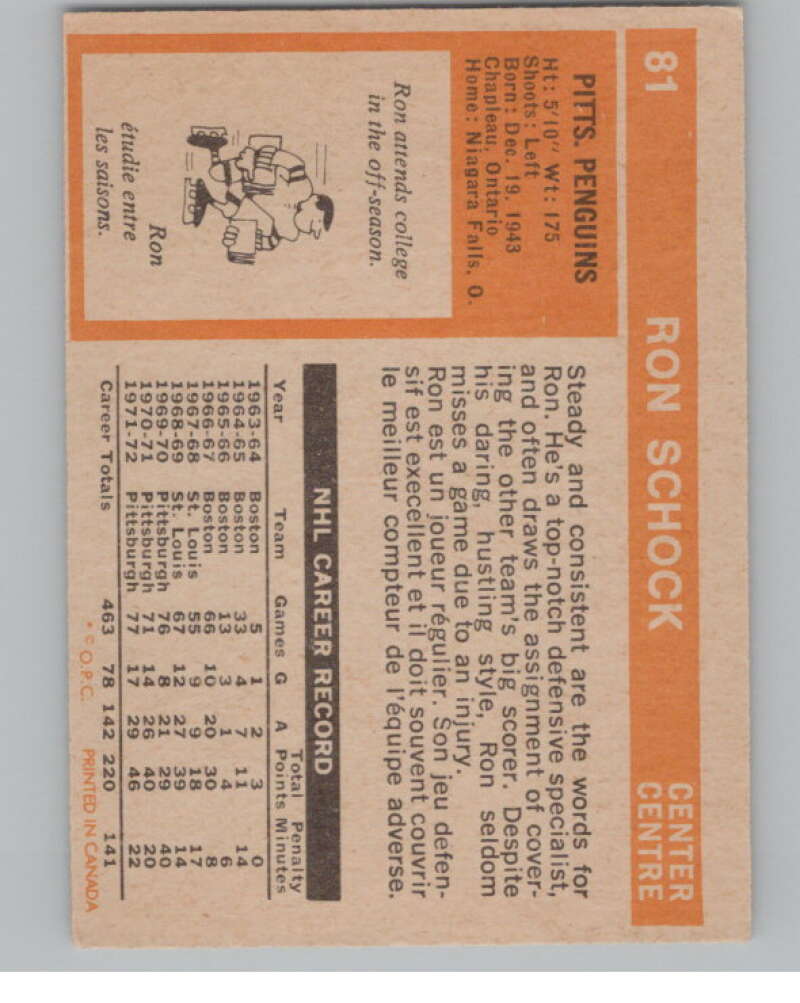 81 RON SCHOCK CENTER
CENTRE
PITTS. PENGUINS
Ht: 5'10" Wt: 175
Shoots: Left
Born: Dec. 19, 1943
Chapleau, Ontario
Home: Niagara Falls, O.
Ron attends college
in the off-season.
Ron
étudie entre
les saisons.
Steady and consistent are the words for
Ron. He's a top-notch defensive specialist,
and often draws the assignment of cover-
ing the other team's big scorer. Despite
his daring, hustling style, Ron seldom
misses a game due to an injury.
Ron est un joueur régulier. Son jeu defen-
sif est execellent et il doit souvent couvrir
le meilleur compteur de l'équipe adverse.
NHL CAREER RECORD
Total Penalty
Year Team Games G A Points Minutes
1963-64 Boston 5 1 2 3 0
1964-65 Boston 33 4 7 11 14
1965-66 Boston 13 3 1 4 6
1966-67 Boston 66 10 20 30 8
1967-68 St. Louis 55 9 9 18 17
1968-69 St. Louis 67 12 27 39 14
1969-70 Pittsburgh 76 8 21 29 40
1970-71 Pittsburgh 71 14 26 40 20
1971-72 Pittsburgh 77 17 29 46 22
Career Totals 463 78 142 220 141
* © O.P.C. PRINTED IN CANADA